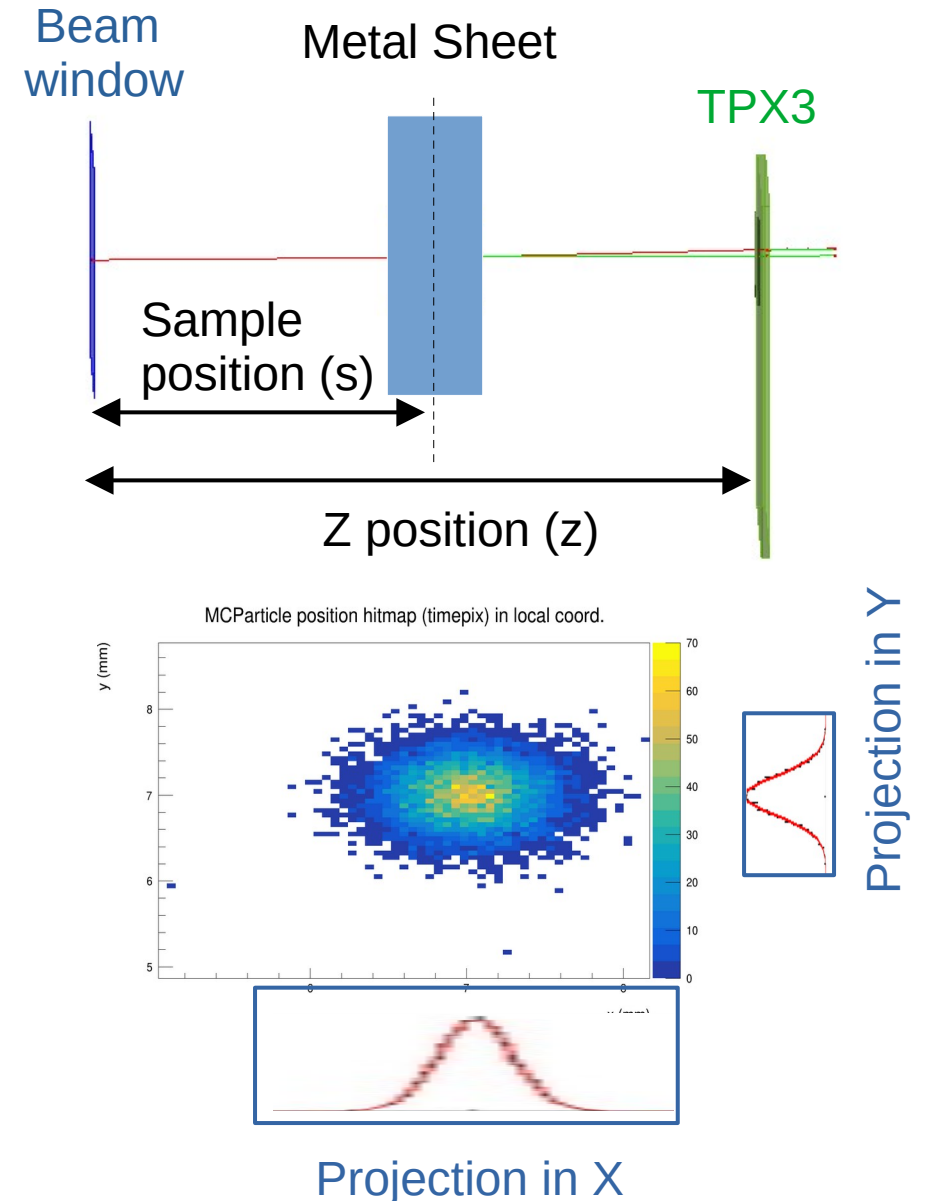 Beam
window
Metal Sheet
TPX3
Sample
position (s)
Z position (z)
MCParticle position hitmap (timepix) in local coord.
y (mm)
8
7
6
5
70
60
50
40
30
20
10
0
7
Projection in Y
Projection in X